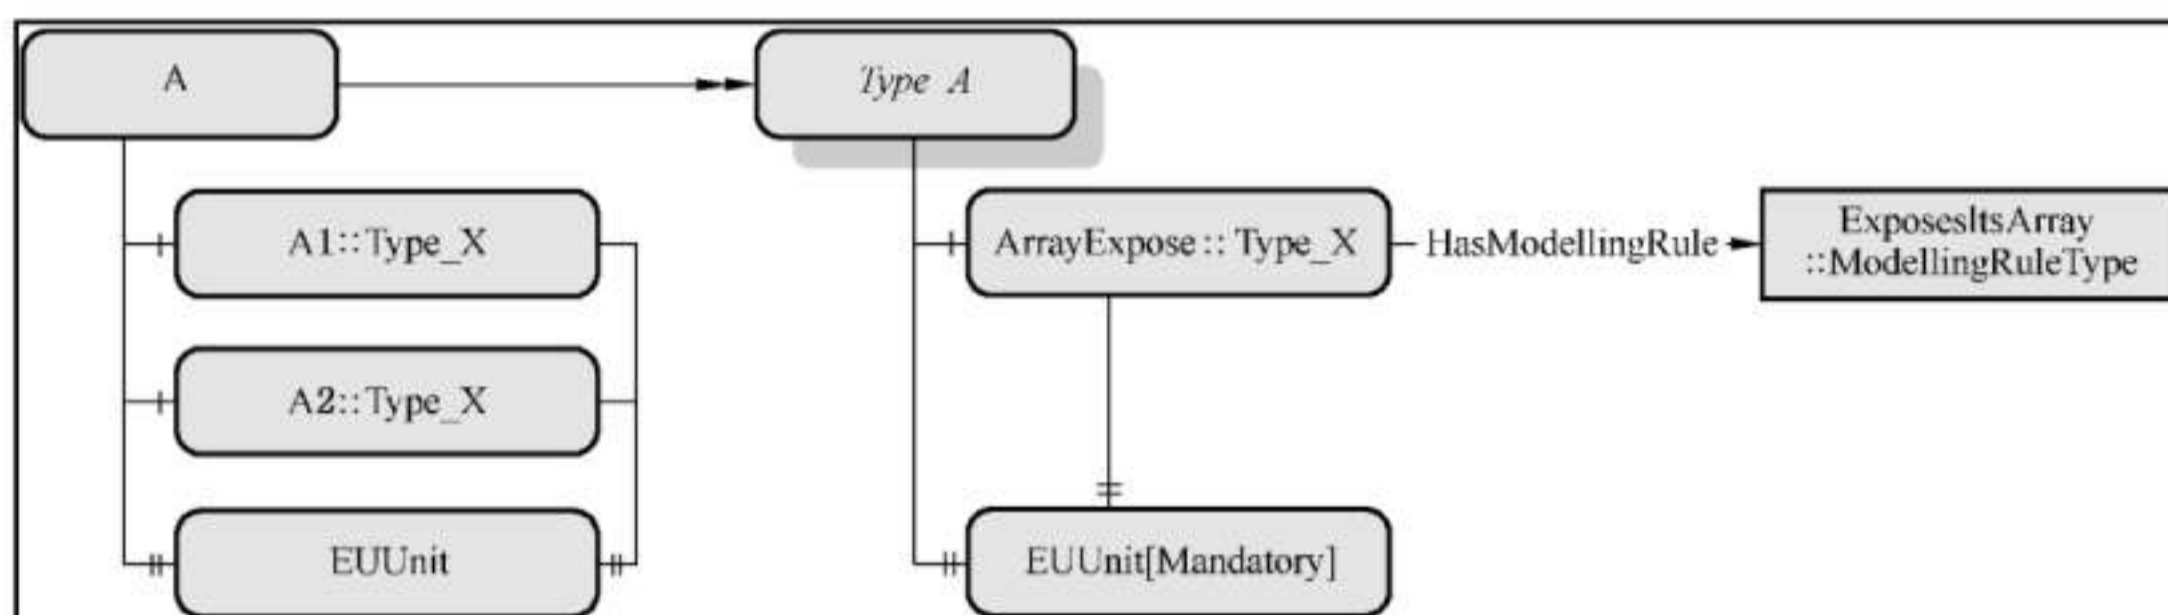 A
Type A
A1::Type_X
ArrayExpose::Type_X
HasModellingRule
ExposesItsArray
::ModellingRuleType
A2::Type_X
EUUnit
EUUnit[Mandatory]